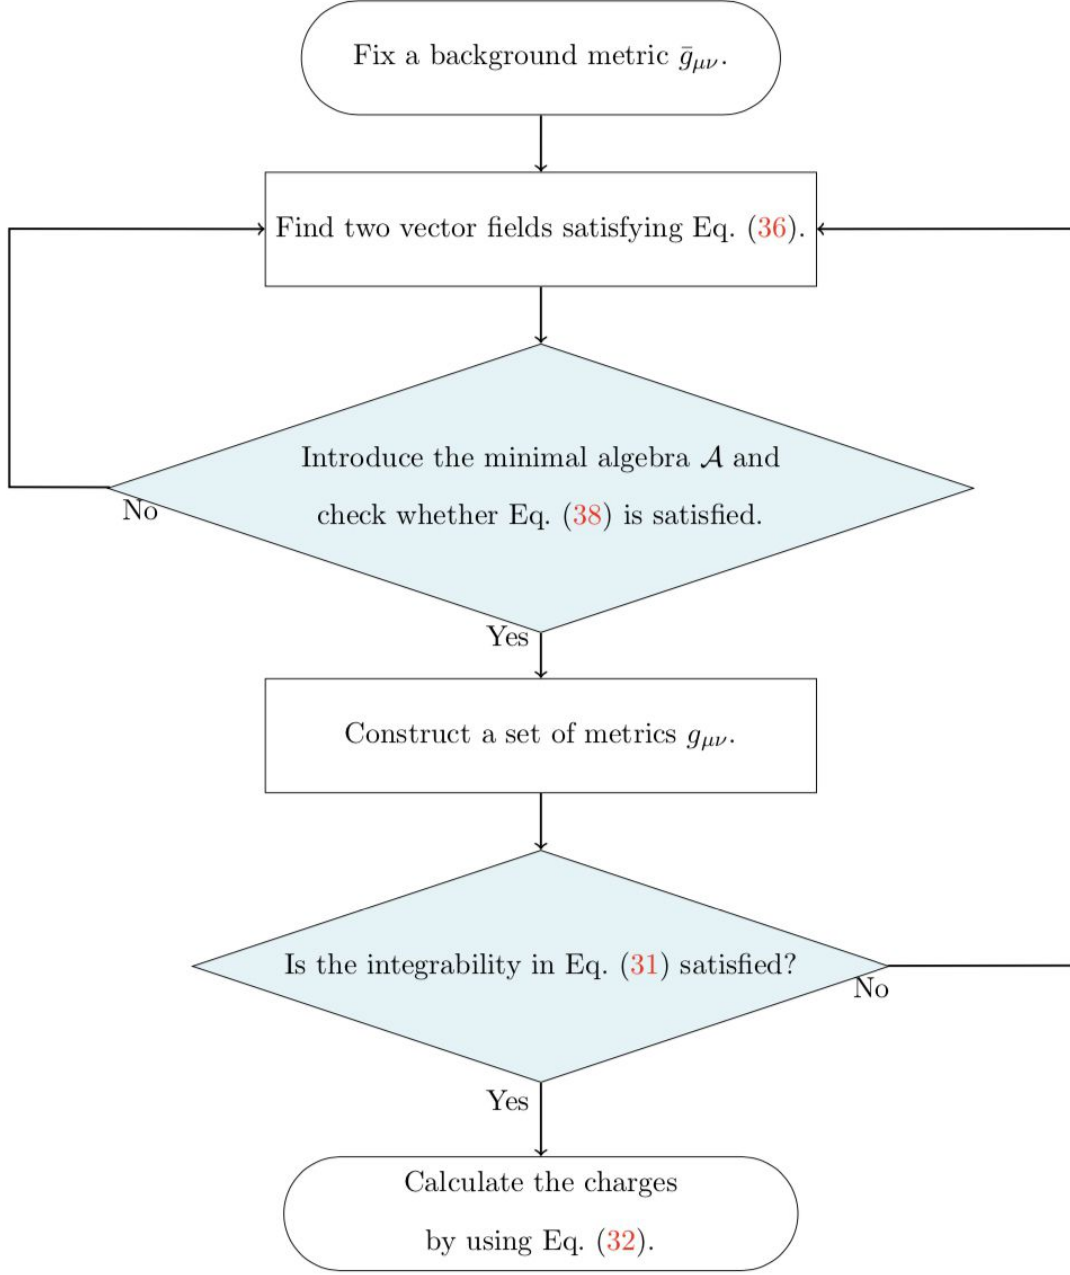 Fix a background metric ḡμν.
Find two vector fields satisfying Eq. (36).
Introduce the minimal algebra 𝒜 and
check whether Eq. (38) is satisfied.
No
Yes
Construct a set of metrics gμν.
Is the integrability in Eq. (31) satisfied?
No
Yes
Calculate the charges
by using Eq. (32).